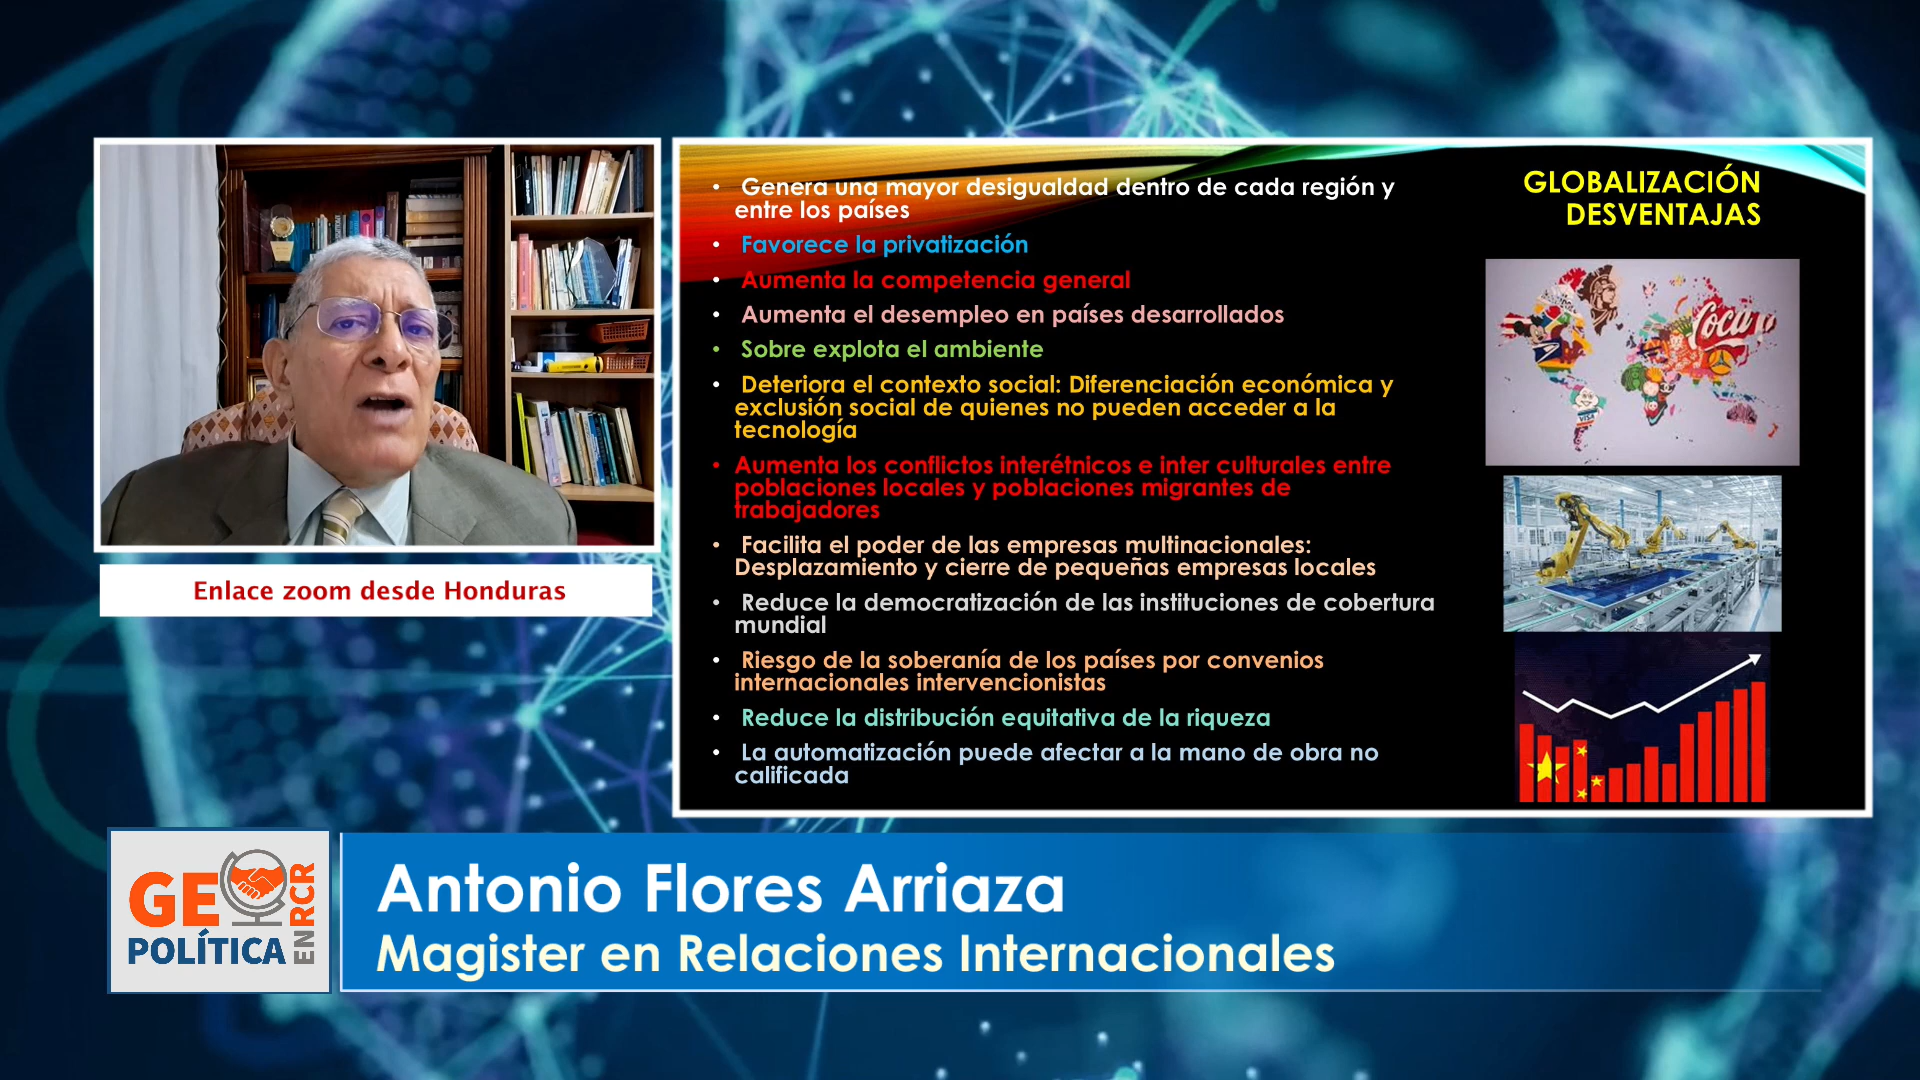 • Genera una mayor desigualdad dentro de cada región y
entre los países
• Favorece la privatización
• Aumenta la competencia general
• Aumenta el desempleo en países desarrollados
• Sobre explota el ambiente
• Deteriora el contexto social: Diferenciación económica y
exclusión social de quienes no pueden acceder a la
tecnología
• Aumenta los conflictos interétnicos e inter culturales entre
poblaciones locales y poblaciones migrantes de
trabajadores
• Facilita el poder de las empresas multinacionales:
Desplazamiento y cierre de pequeñas empresas locales
• Reduce la democratización de las instituciones de cobertura
mundial
• Riesgo de la soberanía de los países por convenios
internacionales intervencionistas
• Reduce la distribución equitativa de la riqueza
• La automatización puede afectar a la mano de obra no
calificada
GLOBALIZACIÓN
DESVENTAJAS
Coca
VISA
Enlace zoom desde Honduras
GEO
POLÍTICA
EN RCR
Antonio Flores Arriaza
Magister en Relaciones Internacionales